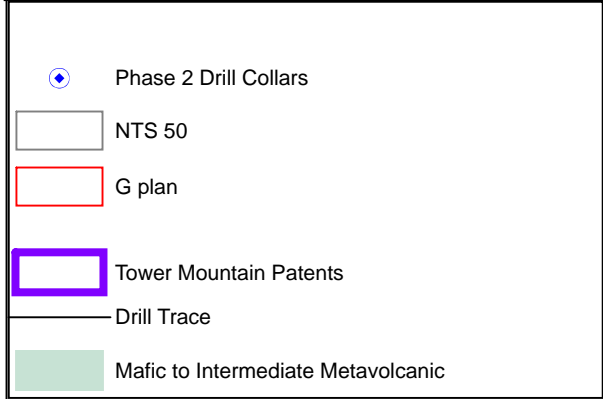 Phase 2 Drill Collars
NTS 50
G plan
Tower Mountain Patents
Drill Trace
Mafic to Intermediate Metavolcanic